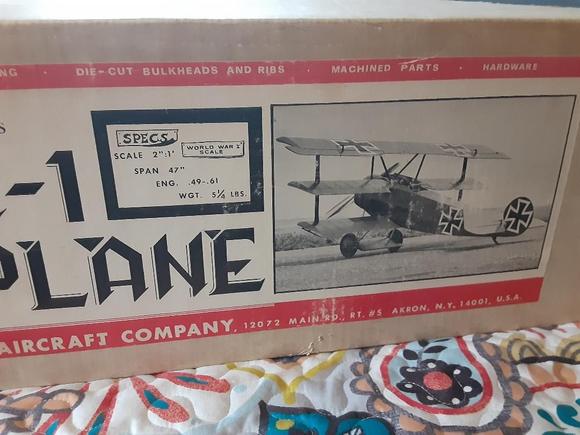 NG · DIE-CUT BULKHEADS AND RIBS · MACHINED PARTS · HARDWARE
S
SPECS
WORLD WAR I
SCALE
SCALE 2":1'
SPAN 47"
ENG. .49-.61
WGT. 5¼ LBS.
-1
PLANE
AIRCRAFT COMPANY, 12072 MAIN RD., RT. #5 AKRON, N.Y. 14001, U.S.A.